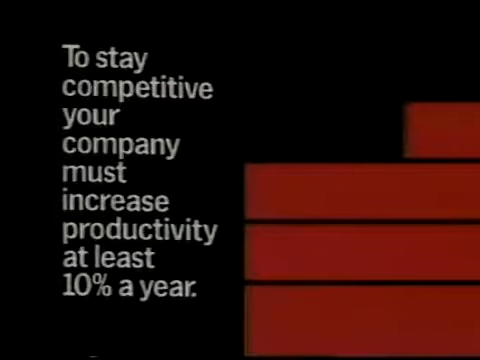 To stay
competitive
your
company
must
increase
productivity
at least
10% a year.